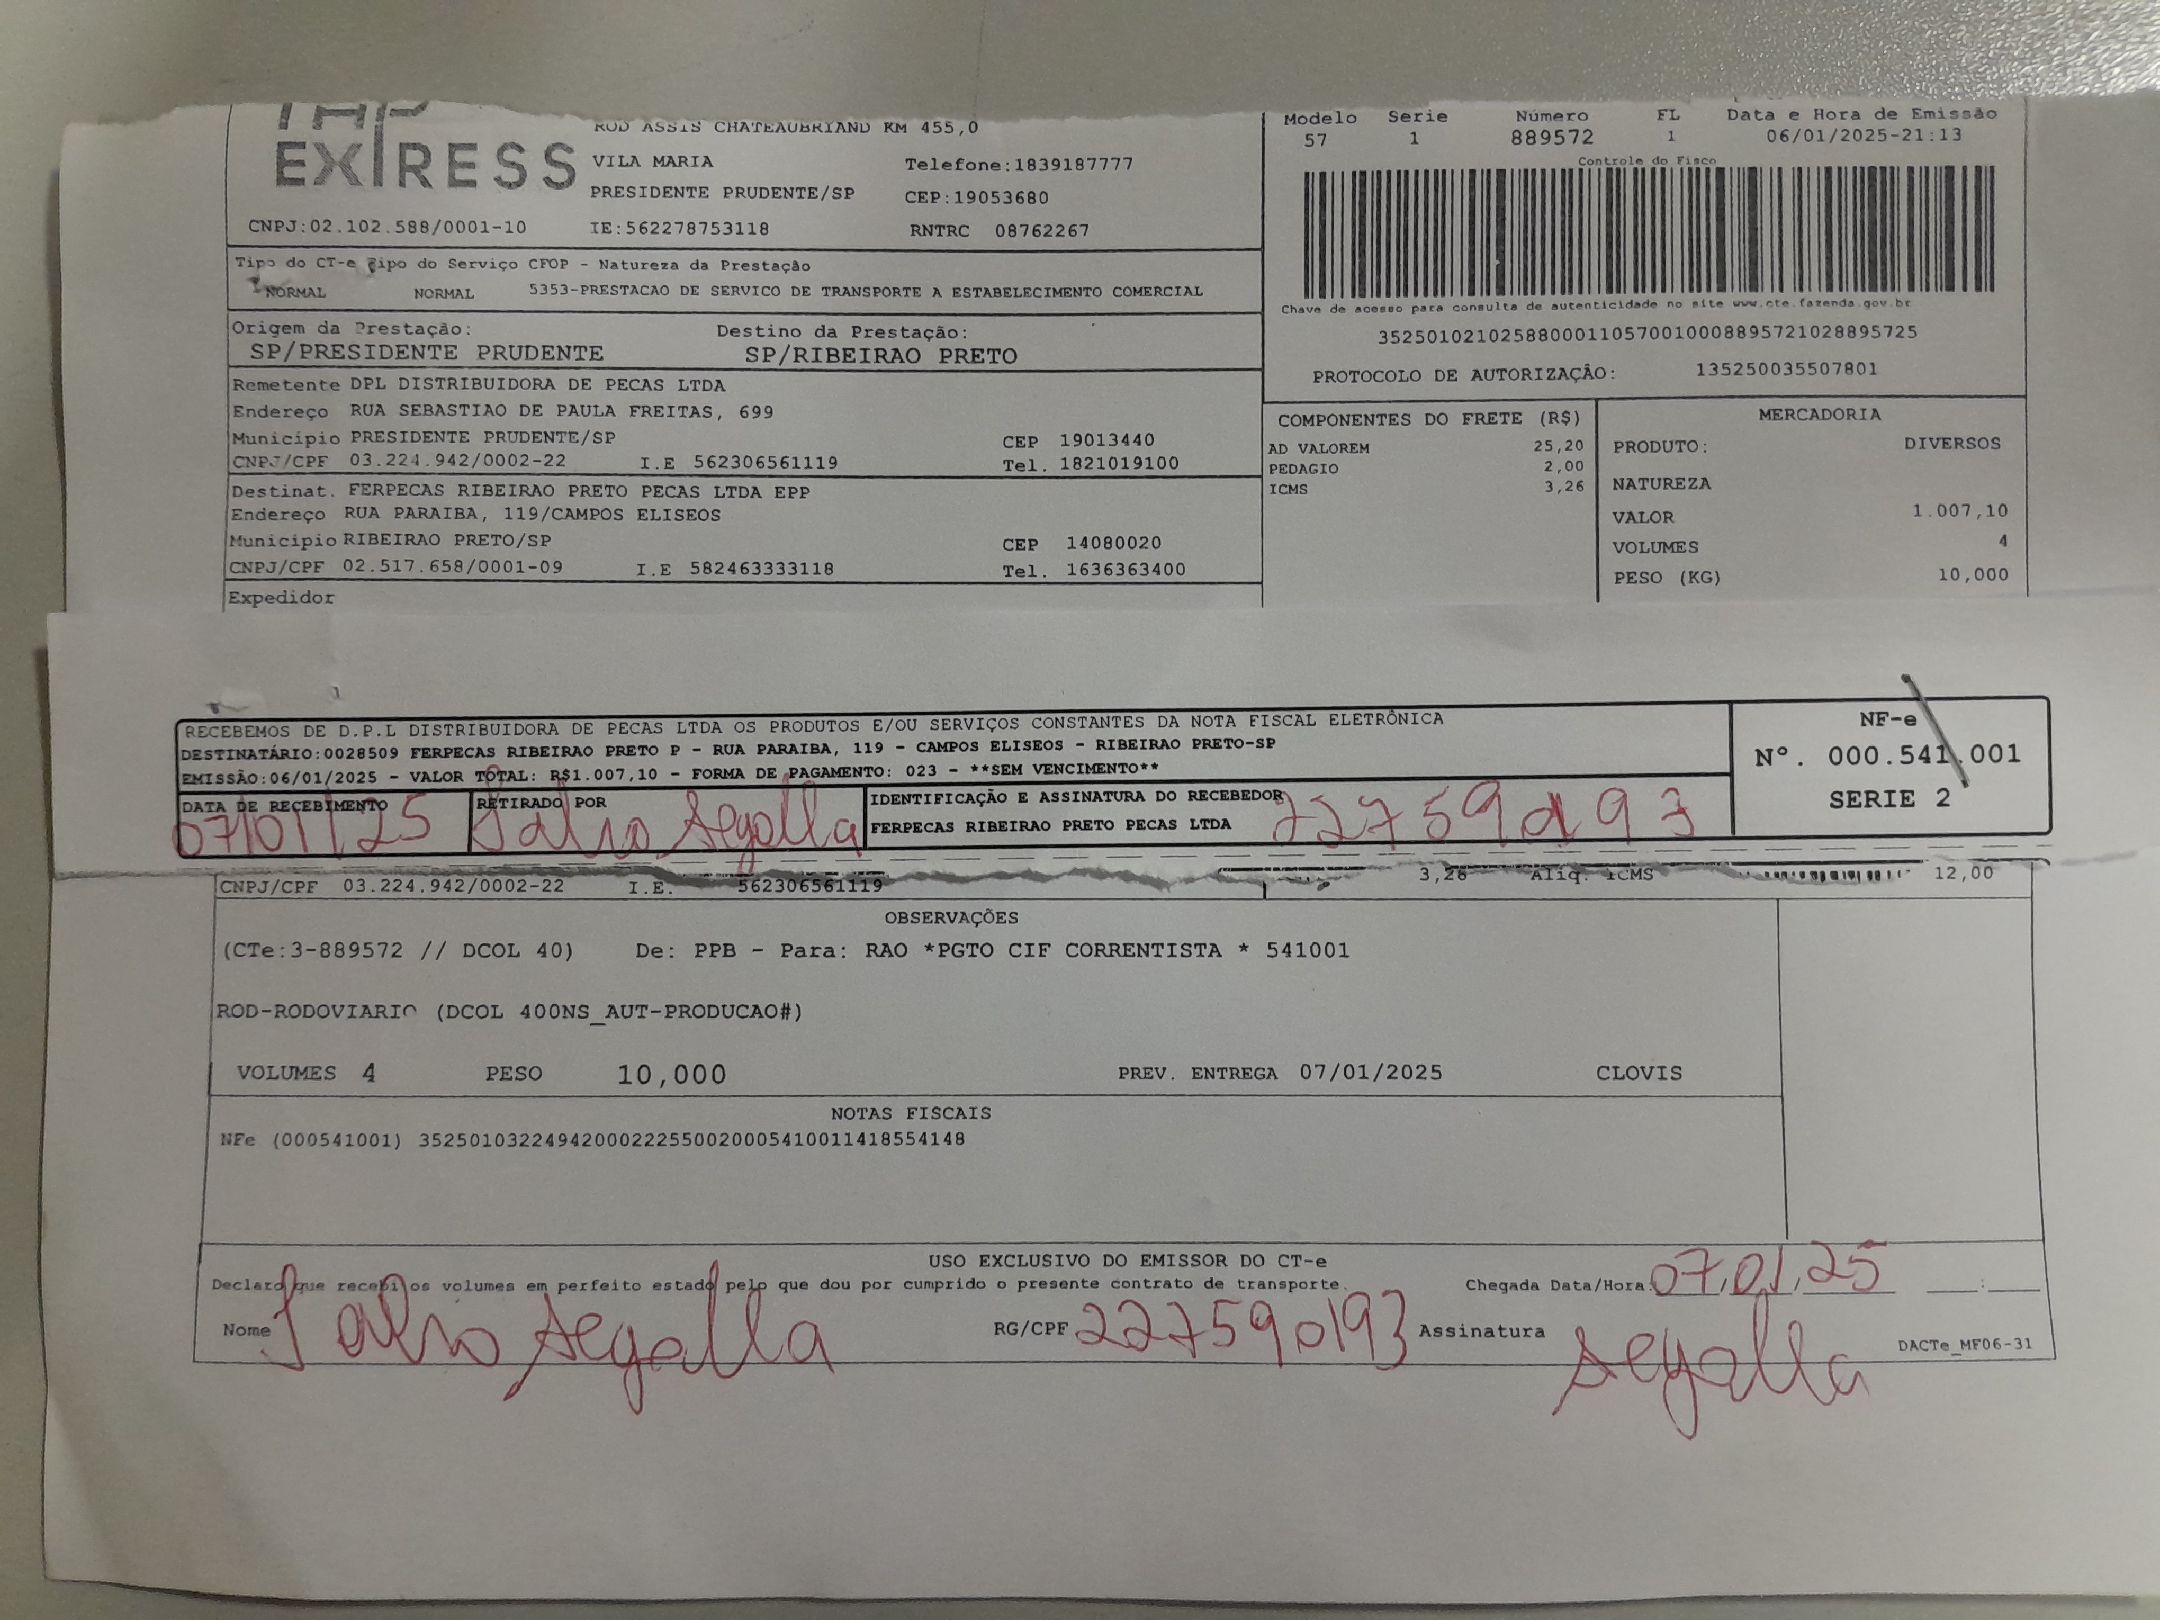 EXPRESS
ROD ASSIS CHATEAUBRIAND KM 455,0
VILA MARIA Telefone:1839187777
PRESIDENTE PRUDENTE/SP CEP:19053680
CNPJ:02.102.588/0001-10 IE:562278753118 RNTRC 08762267
Modelo Serie Número FL Data e Hora de Emissão
57 1 889572 1 06/01/2025-21:13
Controle do Fisco
Chave de acesso para consulta de autenticidade no site www.cte.fazenda.gov.br
35250102102588000110570010008895721028895725
PROTOCOLO DE AUTORIZAÇÃO: 135250035507801
Tipo do CT-e Tipo do Serviço CFOP - Natureza da Prestação
NORMAL NORMAL 5353-PRESTACAO DE SERVICO DE TRANSPORTE A ESTABELECIMENTO COMERCIAL
Origem da Prestação: Destino da Prestação:
SP/PRESIDENTE PRUDENTE SP/RIBEIRAO PRETO
Remetente DPL DISTRIBUIDORA DE PECAS LTDA
Endereço RUA SEBASTIAO DE PAULA FREITAS, 699
Município PRESIDENTE PRUDENTE/SP CEP 19013440
CNPJ/CPF 03.224.942/0002-22 I.E 562306561119 Tel. 1821019100
Destinat. FERPECAS RIBEIRAO PRETO PECAS LTDA EPP
Endereço RUA PARAIBA, 119/CAMPOS ELISEOS
Município RIBEIRAO PRETO/SP CEP 14080020
CNPJ/CPF 02.517.658/0001-09 I.E 582463333118 Tel. 1636363400
Expedidor
COMPONENTES DO FRETE (R$)
AD VALOREM 25,20
PEDAGIO 2,00
ICMS 3,26
MERCADORIA
PRODUTO: DIVERSOS
NATUREZA
VALOR 1.007,10
VOLUMES 4
PESO (KG) 10,000
RECEBEMOS DE D.P.L DISTRIBUIDORA DE PECAS LTDA OS PRODUTOS E/OU SERVIÇOS CONSTANTES DA NOTA FISCAL ELETRÔNICA
DESTINATÁRIO:0028509 FERPECAS RIBEIRAO PRETO P - RUA PARAIBA, 119 - CAMPOS ELISEOS - RIBEIRAO PRETO-SP
EMISSÃO:06/01/2025 - VALOR TOTAL: R$1.007,10 - FORMA DE PAGAMENTO: 023 - **SEM VENCIMENTO**
NF-e
Nº. 000.541.001
SERIE 2
DATA DE RECEBIMENTO
07/01/25
RETIRADO POR
Segalla
IDENTIFICAÇÃO E ASSINATURA DO RECEBEDOR
FERPECAS RIBEIRAO PRETO PECAS LTDA
CNPJ/CPF 03.224.942/0002-22 I.E. 562306561119 3,26 Aliq. ICMS 12,00
OBSERVAÇÕES
(CTe:3-889572 // DCOL 40) De: PPB - Para: RAO *PGTO CIF CORRENTISTA * 541001
ROD-RODOVIARIO (DCOL 400NS_AUT-PRODUCAO#)
VOLUMES 4 PESO 10,000 PREV. ENTREGA 07/01/2025 CLOVIS
NOTAS FISCAIS
NFe (000541001) 35250103224942000222550020005410011418554148
USO EXCLUSIVO DO EMISSOR DO CT-e
Declaro que recebi os volumes em perfeito estado pelo que dou por cumprido o presente contrato de transporte. Chegada Data/Hora: 07/01/25
Nome Segalla RG/CPF 227590193 Assinatura Segalla
DACTe_MF06-31